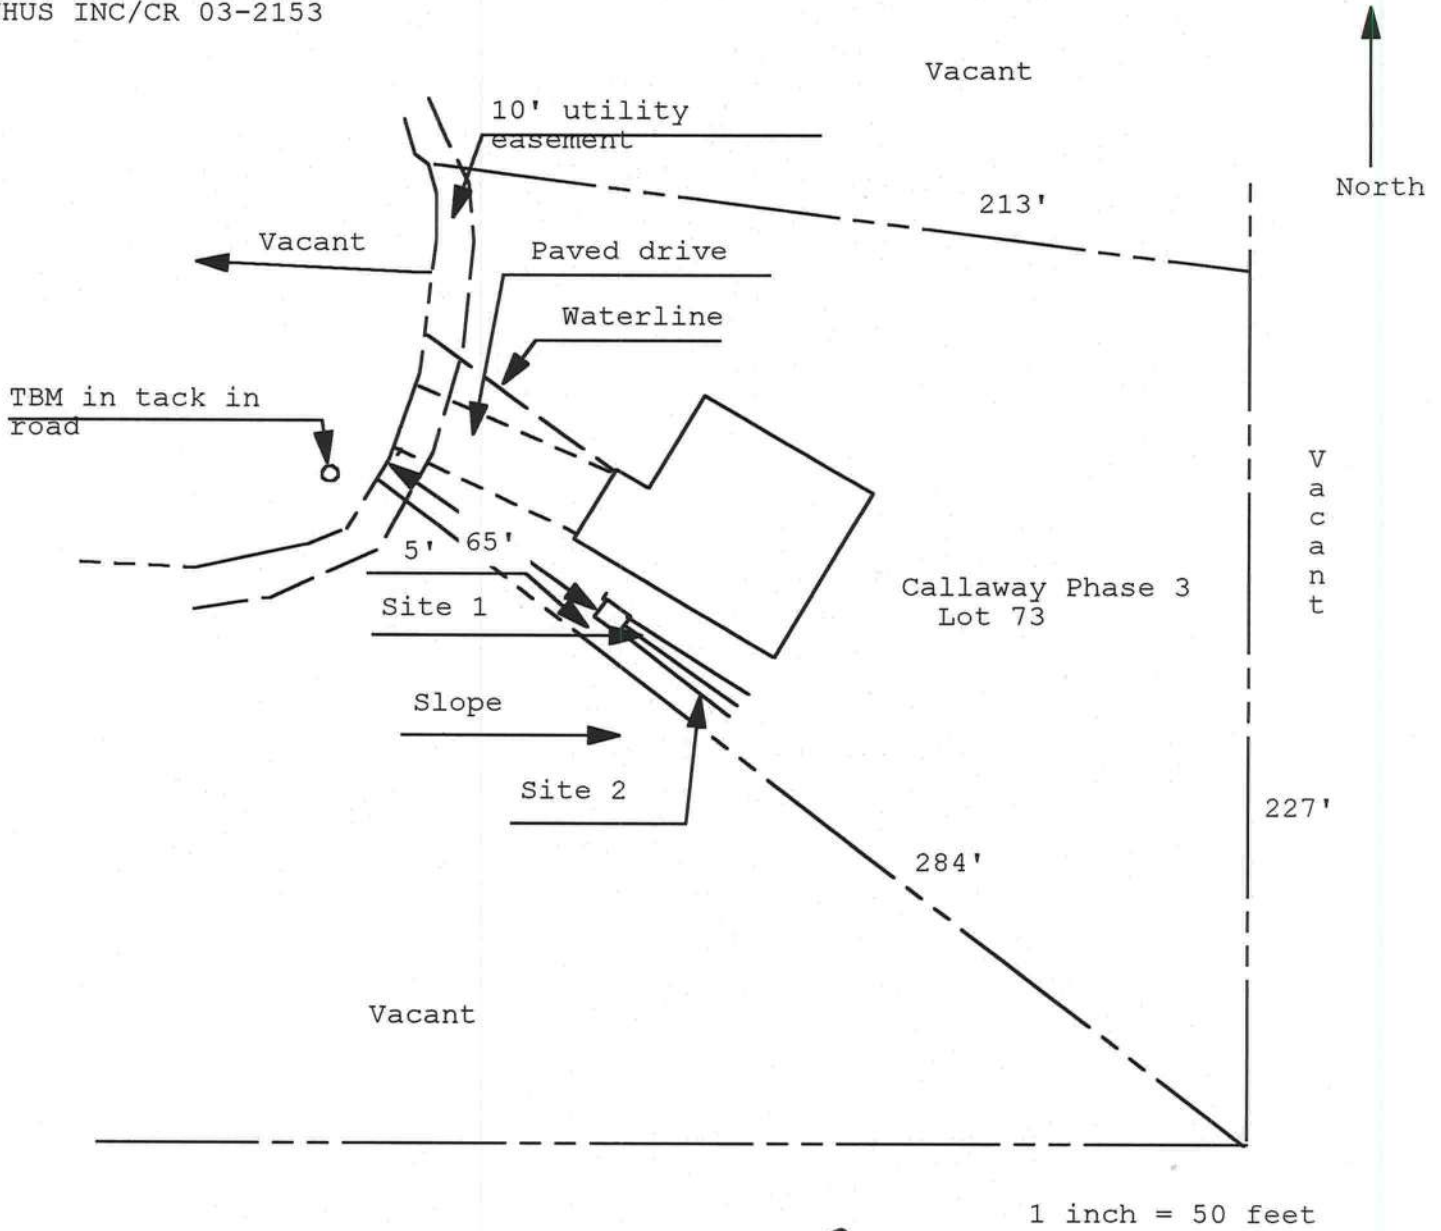 HUS INC/CR 03-2153
Vacant
10' utility
easement
North
213'
Vacant
Paved drive
Waterline
TBM in tack in
road
Vacant
5' 65'
Site 1
Callaway Phase 3
Lot 73
Slope
Site 2
227'
284'
Vacant
1 inch = 50 feet